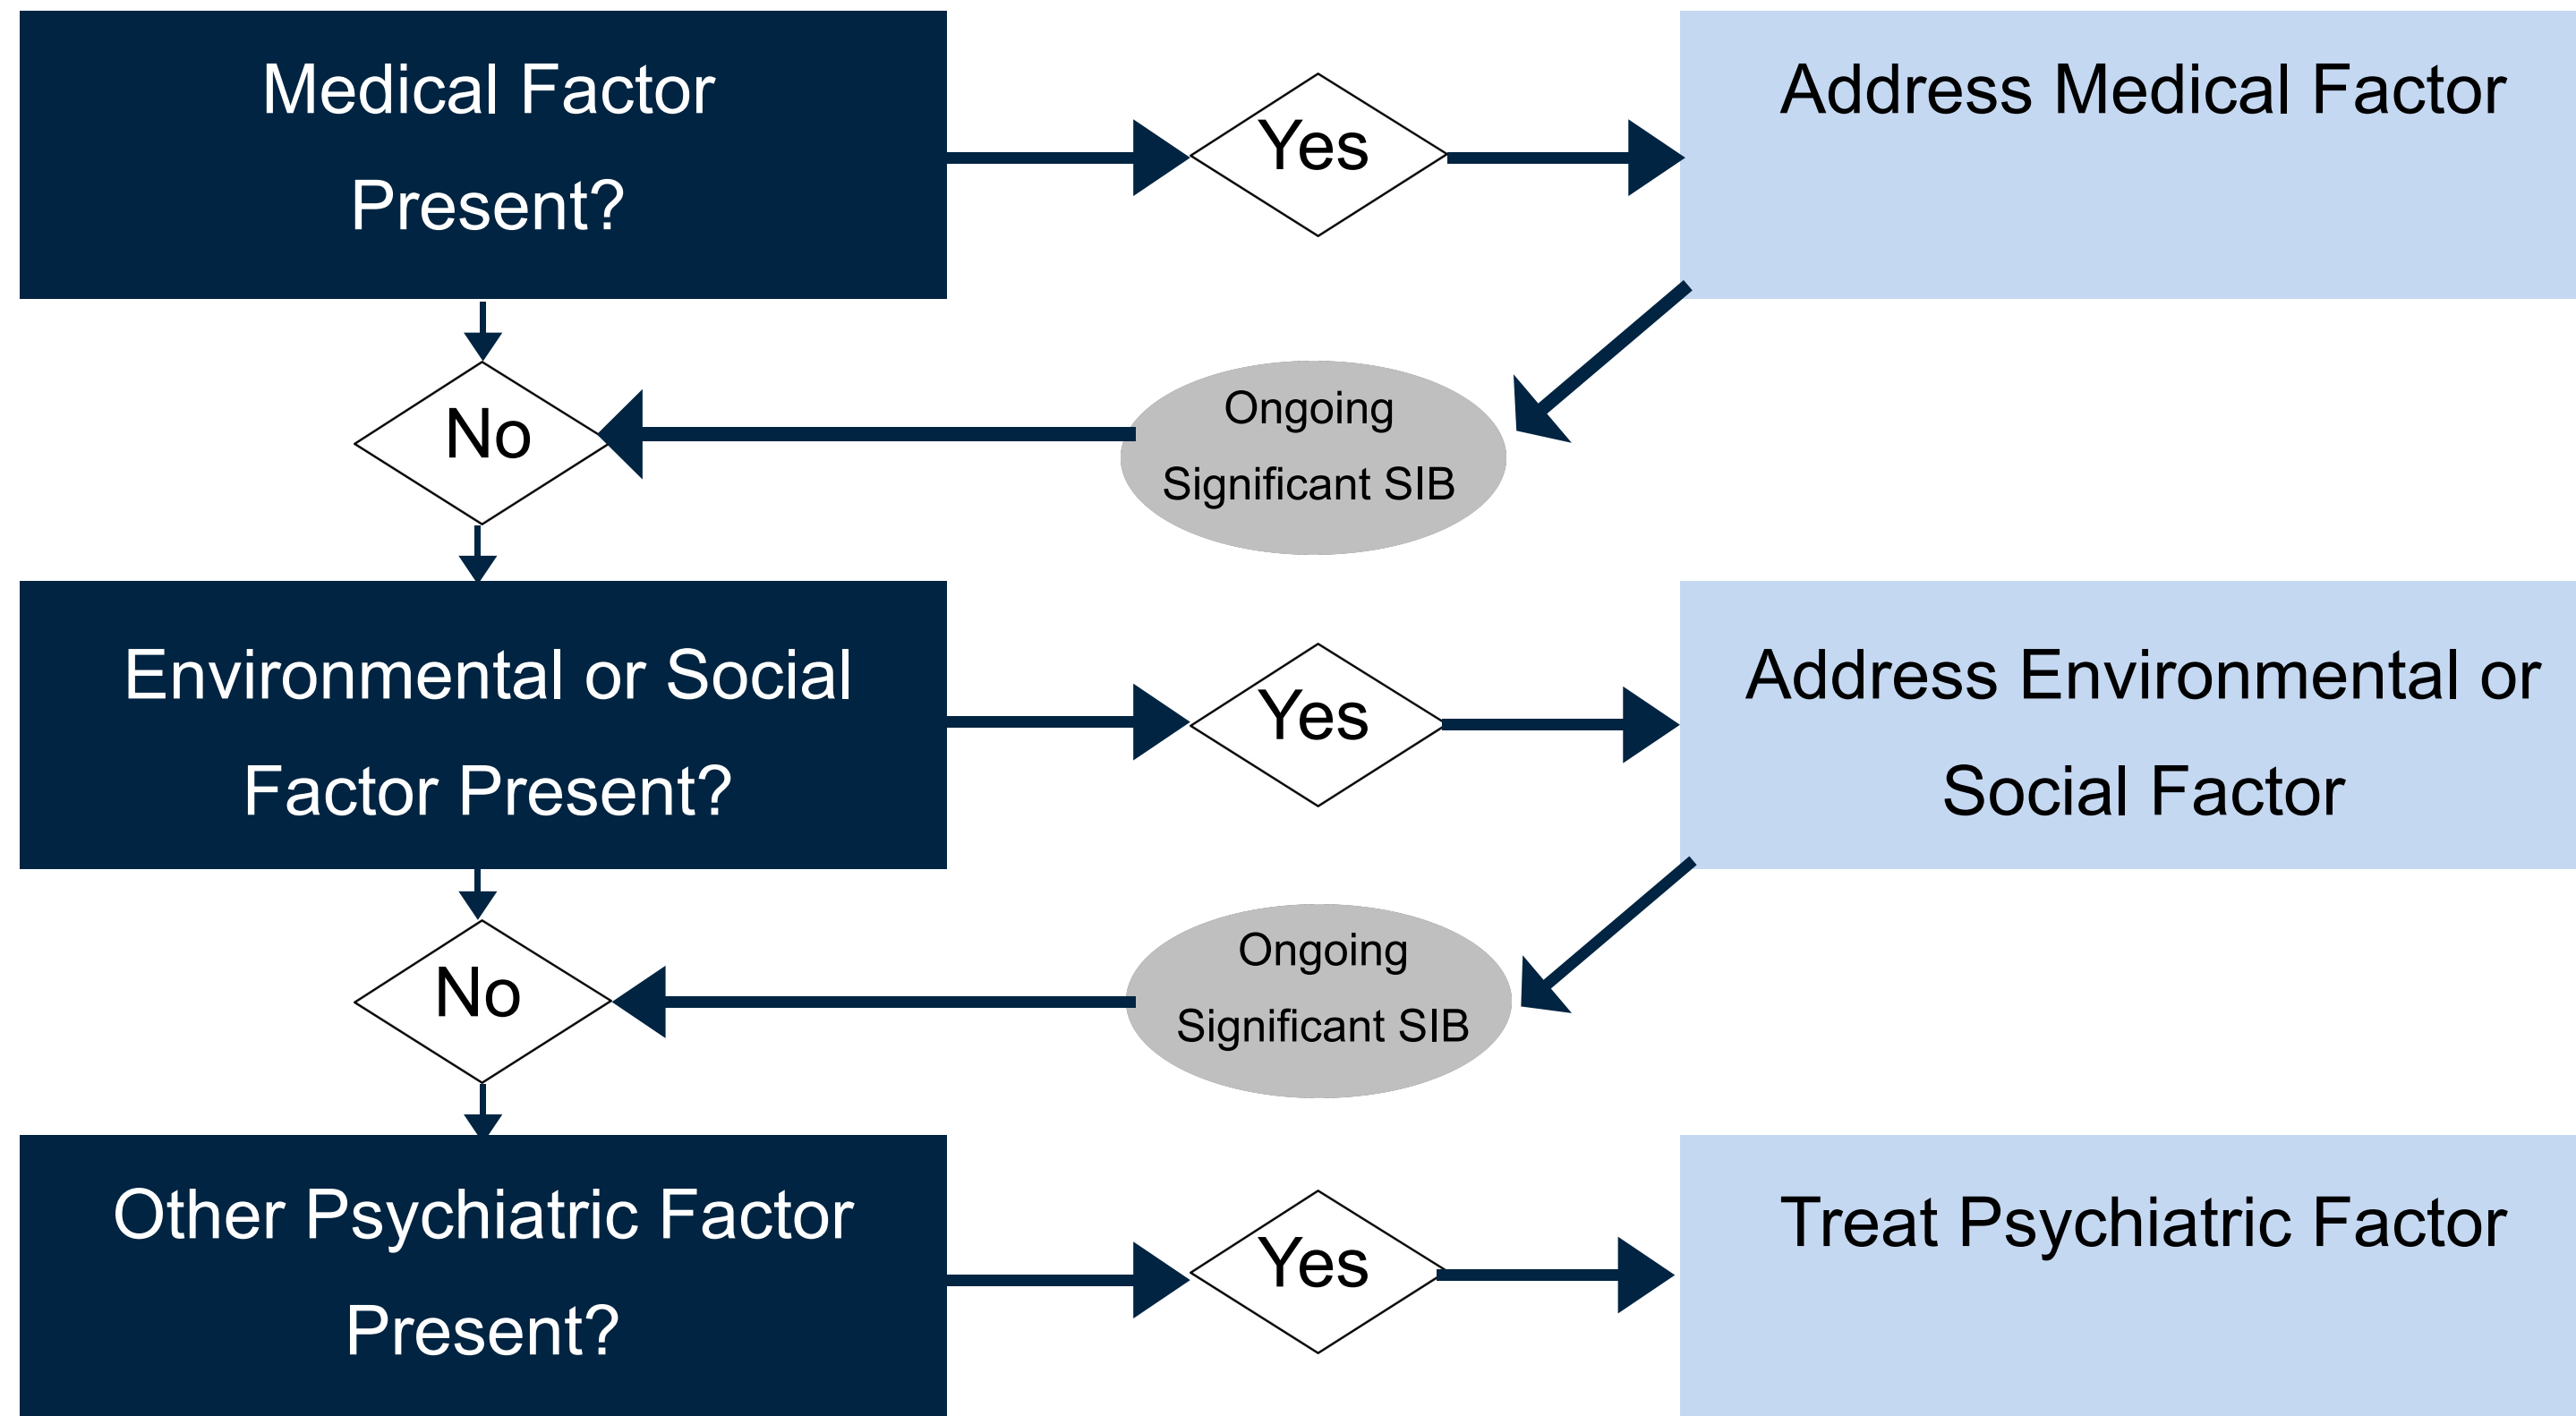 Medical Factor
Present?
Yes
Address Medical Factor
No
Ongoing
Significant SIB
Environmental or Social
Factor Present?
Yes
Address Environmental or
Social Factor
No
Ongoing
Significant SIB
Other Psychiatric Factor
Present?
Yes
Treat Psychiatric Factor